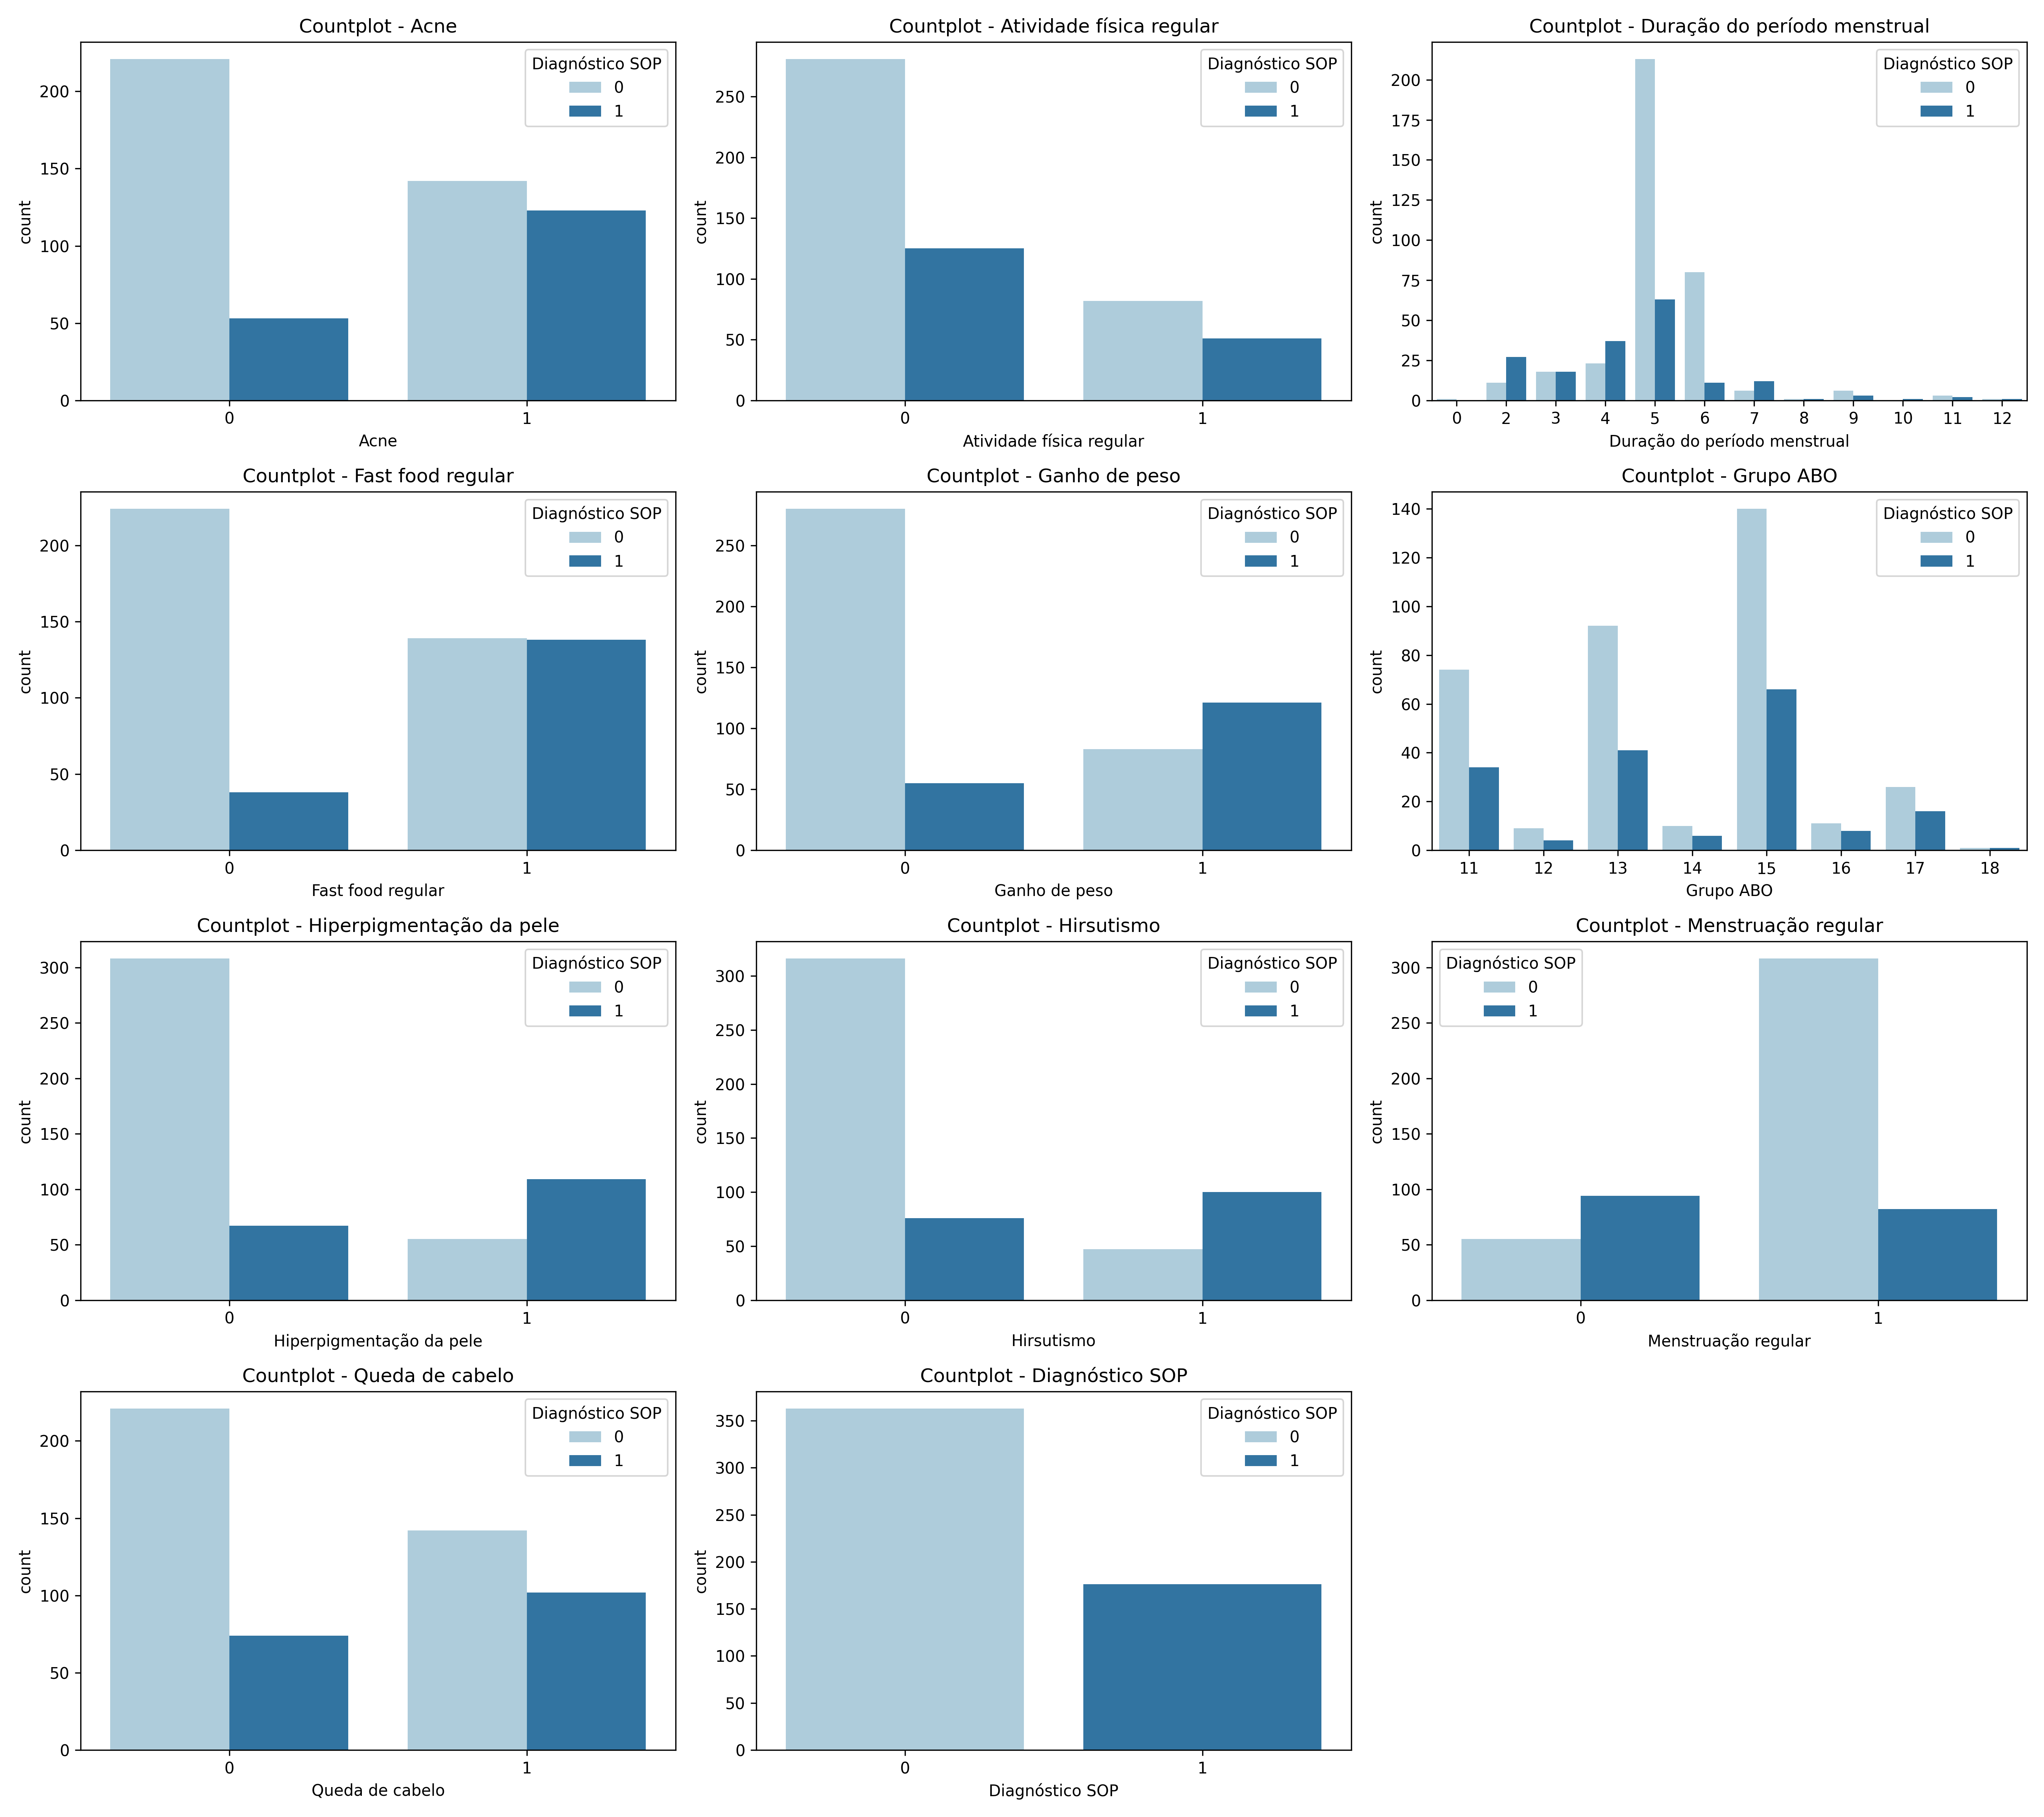 Countplot - Acne
Diagnóstico SOP
0
1
200
150
100
50
0
count
0 1
Acne
Countplot - Atividade física regular
Diagnóstico SOP
0
1
250
200
150
100
50
0
count
0 1
Atividade física regular
Countplot - Duração do período menstrual
Diagnóstico SOP
0
1
200
175
150
125
100
75
50
25
0
count
0 2 3 4 5 6 7 8 9 10 11 12
Duração do período menstrual
Countplot - Fast food regular
Diagnóstico SOP
0
1
200
150
100
50
0
count
0 1
Fast food regular
Countplot - Ganho de peso
Diagnóstico SOP
0
1
250
200
150
100
50
0
count
0 1
Ganho de peso
Countplot - Grupo ABO
Diagnóstico SOP
0
1
140
120
100
80
60
40
20
0
count
11 12 13 14 15 16 17 18
Grupo ABO
Countplot - Hiperpigmentação da pele
Diagnóstico SOP
0
1
300
250
200
150
100
50
0
count
0 1
Hiperpigmentação da pele
Countplot - Hirsutismo
Diagnóstico SOP
0
1
300
250
200
150
100
50
0
count
0 1
Hirsutismo
Countplot - Menstruação regular
Diagnóstico SOP
0
1
300
250
200
150
100
50
0
count
0 1
Menstruação regular
Countplot - Queda de cabelo
Diagnóstico SOP
0
1
200
150
100
50
0
count
0 1
Queda de cabelo
Countplot - Diagnóstico SOP
Diagnóstico SOP
0
1
350
300
250
200
150
100
50
0
count
0 1
Diagnóstico SOP